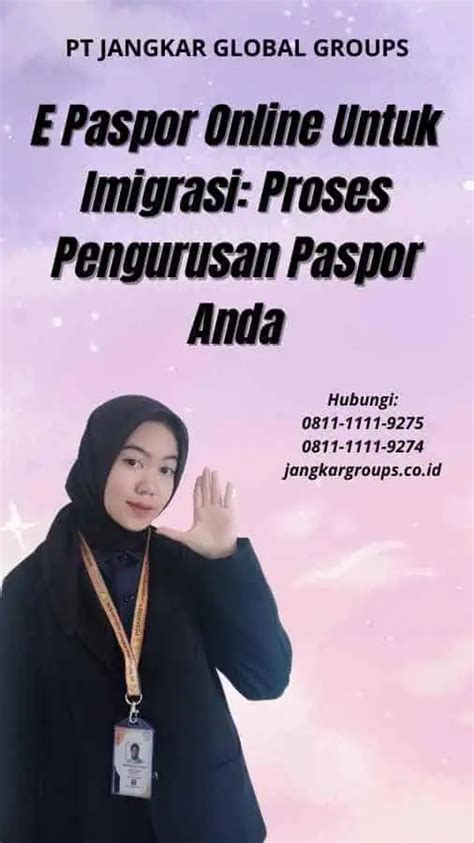 PT JANGKAR GLOBAL GROUPS
E Paspor Online Untuk
Imigrasi: Proses
Pengurusan Paspor
Anda
Hubungi:
0811-1111-9275
0811-1111-9274
jangkargroups.co.id